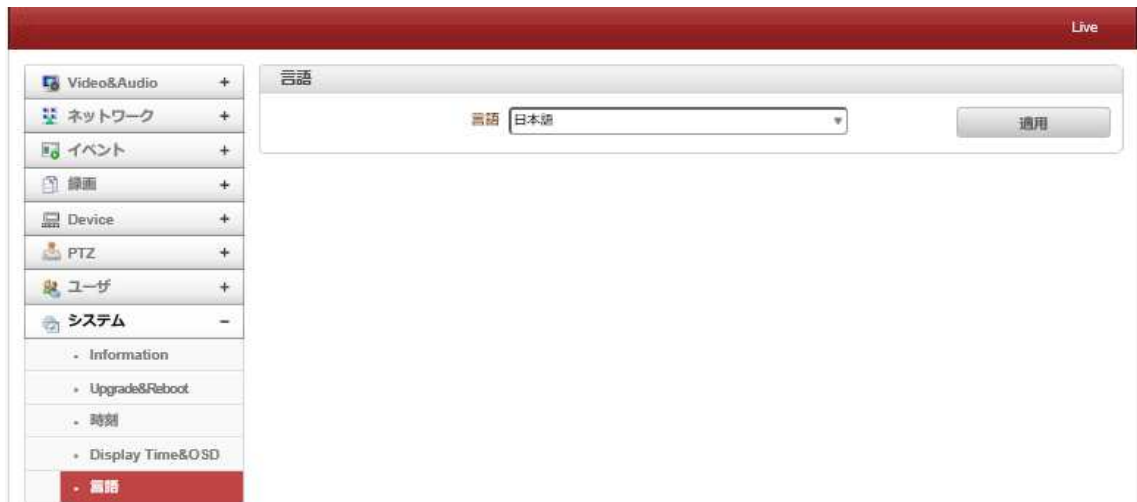 Live
Video&Audio +
ネットワーク +
イベント +
録画 +
Device +
PTZ +
ユーザ +
システム -
• Information
• Upgrade&Reboot
• 時刻
• Display Time&OSD
• 言語
言語
言語 日本語 適用